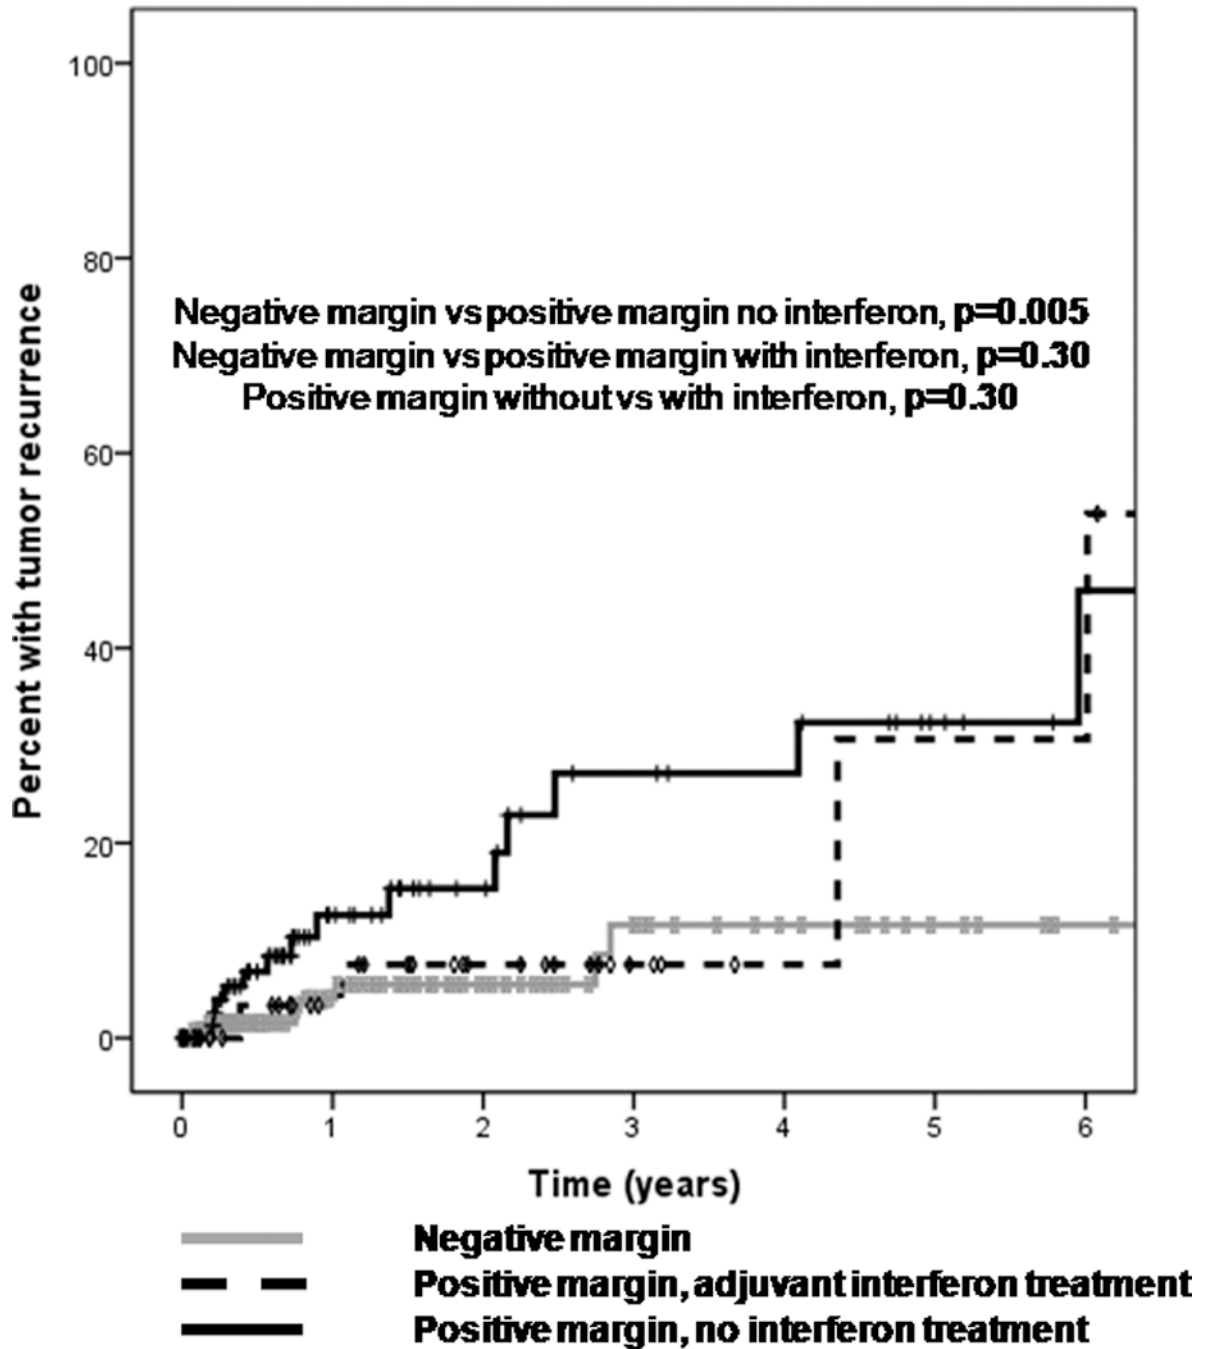 100
80
Negative margin vs positive margin no interferon, p=0.005
Negative margin vs positive margin with interferon, p=0.30
Positive margin without vs with interferon, p=0.30
60
40
20
0
Percent with tumor recurrence
0 1 2 3 4 5 6
Time (years)
Negative margin
Positive margin, adjuvant interferon treatment
Positive margin, no interferon treatment